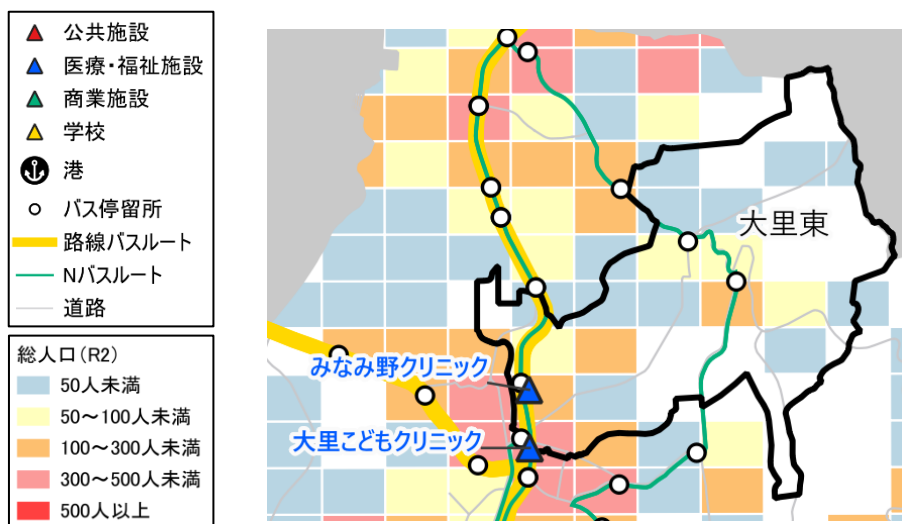 公共施設
医療・福祉施設
商業施設
学校
港
バス停留所
路線バスルート
Nバスルート
道路
総人口(R2)
50人未満
50～100人未満
100～300人未満
300～500人未満
500人以上
大里東
みなみ野クリニック
大里こどもクリニック